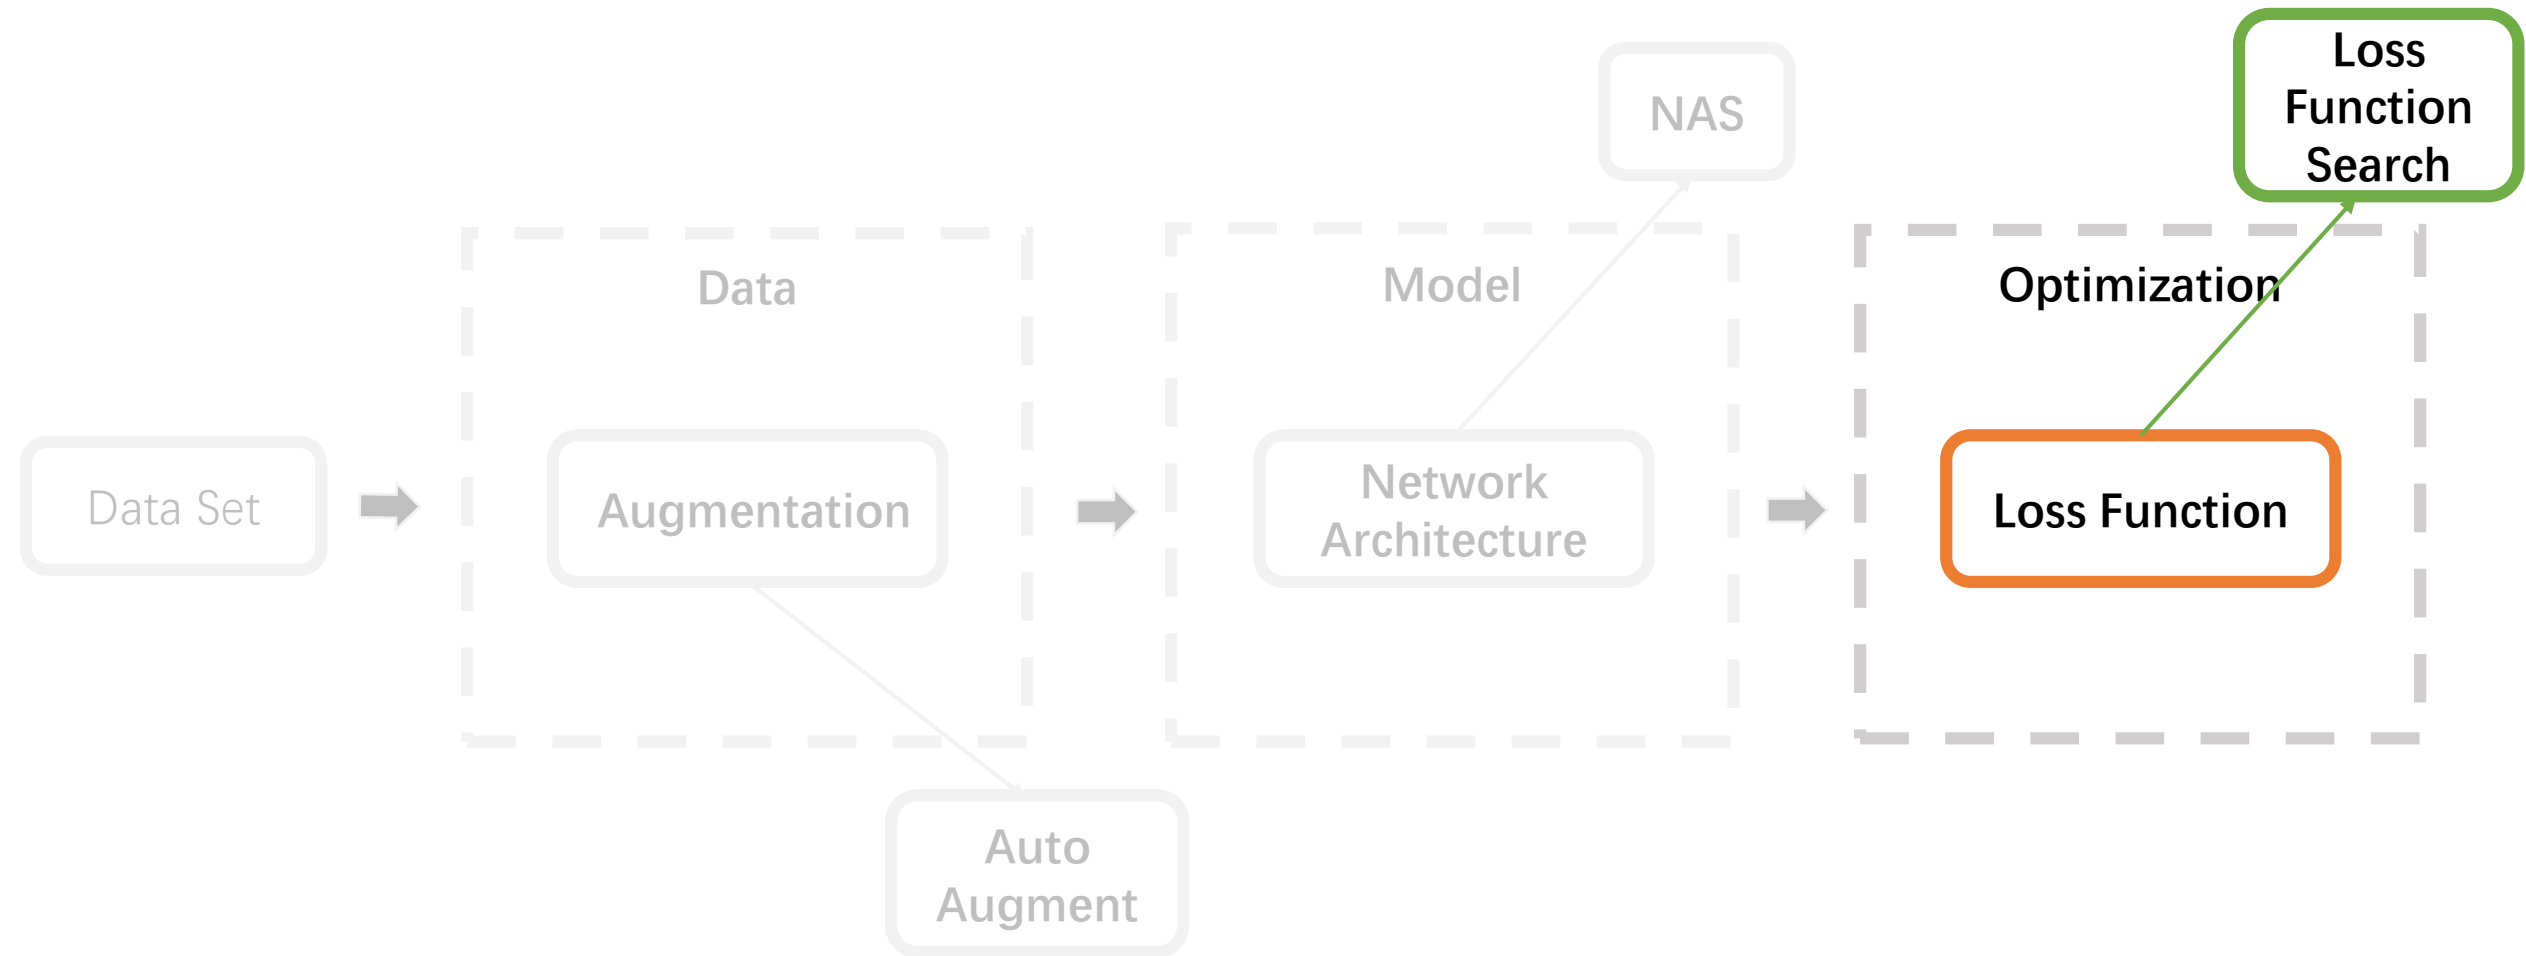 Data Set
Data
Augmentation
Auto
Augment
Model
Network
Architecture
NAS
Optimization
Loss Function
Loss
Function
Search